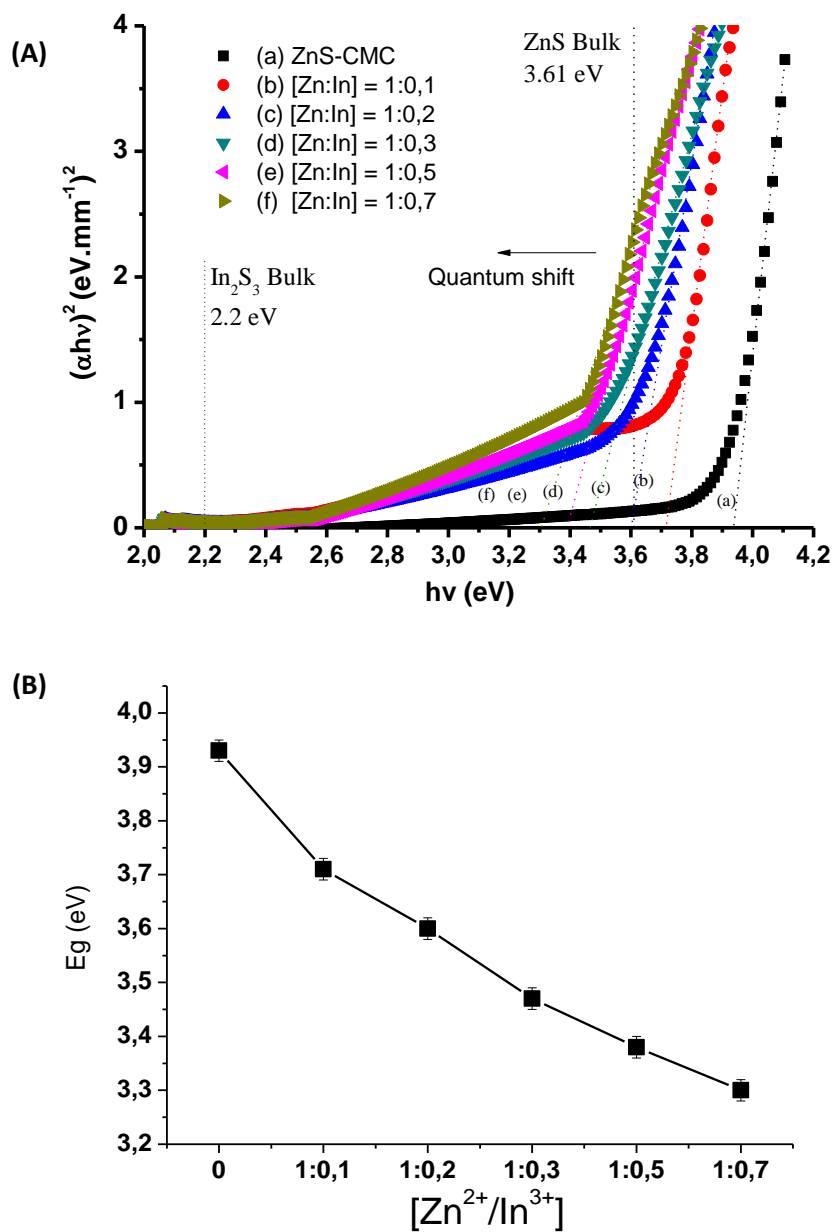 (A)
4
3
2
1
0
(αhν)² (eV.mm⁻¹)²
(a) ZnS-CMC
(b) [Zn:In] = 1:0,1
(c) [Zn:In] = 1:0,2
(d) [Zn:In] = 1:0,3
(e) [Zn:In] = 1:0,5
(f) [Zn:In] = 1:0,7
ZnS Bulk
3.61 eV
In₂S₃ Bulk
2.2 eV
Quantum shift
(f) (e) (d) (c) (b) (a)
2,0 2,2 2,4 2,6 2,8 3,0 3,2 3,4 3,6 3,8 4,0 4,2
hν (eV)
(B)
4,0
3,9
3,8
3,7
3,6
3,5
3,4
3,3
3,2
Eg (eV)
0 1:0,1 1:0,2 1:0,3 1:0,5 1:0,7
[Zn²⁺/In³⁺]